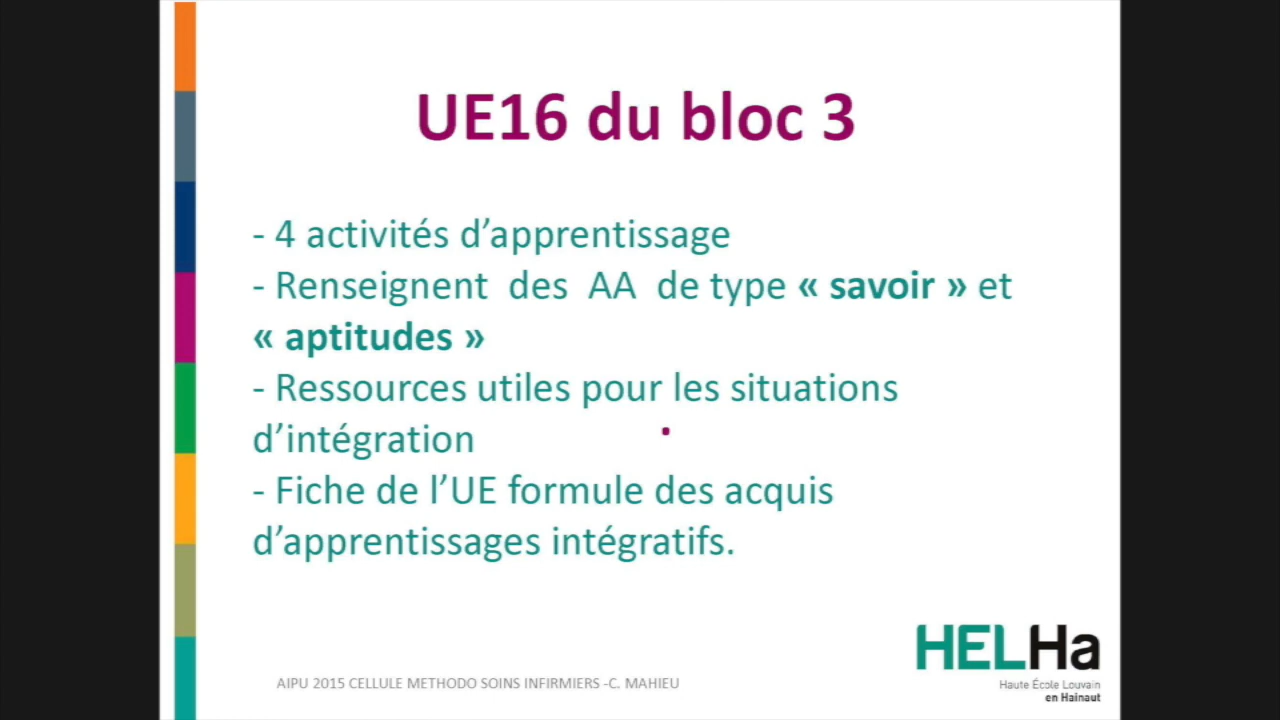 UE16 du bloc 3
- 4 activités d’apprentissage
- Renseignent des AA de type « savoir » et
« aptitudes »
- Ressources utiles pour les situations
d’intégration
- Fiche de l’UE formule des acquis
d’apprentissages intégratifs.
HELHa
Haute École Louvain
en Hainaut
AIPU 2015 CELLULE METHODO SOINS INFIRMIERS -C. MAHIEU